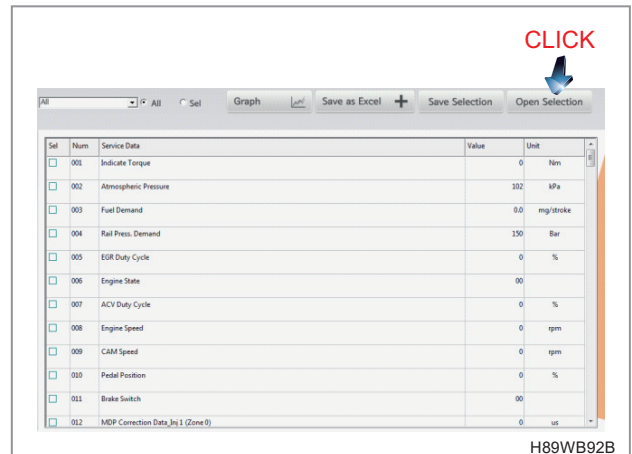 CLICK
All All Sel Graph Save as Excel Save Selection Open Selection
Sel Num Service Data Value Unit
001 Indicate Torque 0 Nm
002 Atmospheric Pressure 102 kPa
003 Fuel Demand 0.0 mg/stroke
004 Rail Press. Demand 150 Bar
005 EGR Duty Cycle 0 %
006 Engine State 00
007 ACV Duty Cycle 0 %
008 Engine Speed 0 rpm
009 CAM Speed 0 rpm
010 Pedal Position 0 %
011 Brake Switch 00
012 MDP Correction Data_Inj 1 (Zone 0) 0 us
H89WB92B